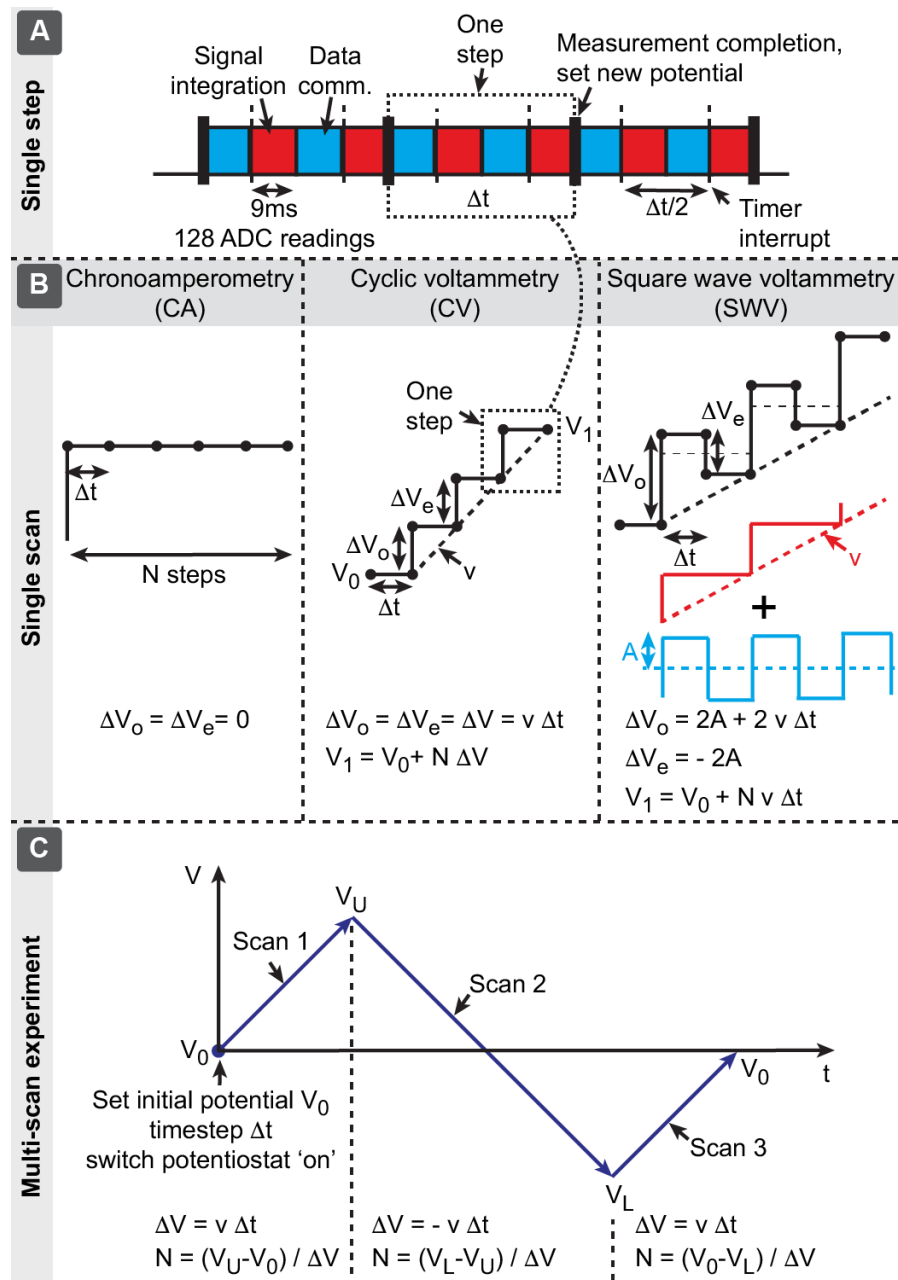 A
Single step
Signal
integration
Data
comm.
One
step
Measurement completion,
set new potential
9ms
128 ADC readings
Δt
Δt/2
Timer
interrupt
B
Single scan
Chronoamperometry
(CA)
Δt
N steps
ΔVo = ΔVe= 0
Cyclic voltammetry
(CV)
One
step
V1
ΔVe
ΔVo
V0
v
Δt
ΔVo = ΔVe= ΔV = v Δt
V1 = V0+ N ΔV
Square wave voltammetry
(SWV)
ΔVe
ΔVo
Δt
v
+
A
ΔVo = 2A + 2 v Δt
ΔVe = - 2A
V1 = V0 + N v Δt
C
Multi-scan experiment
V
VU
Scan 1
Scan 2
V0
V0
t
Set initial potential V0
timestep Δt
switch potentiostat ‘on’
Scan 3
VL
ΔV = v Δt
N = (VU-V0) / ΔV
ΔV = - v Δt
N = (VL-VU) / ΔV
ΔV = v Δt
N = (V0-VL) / ΔV